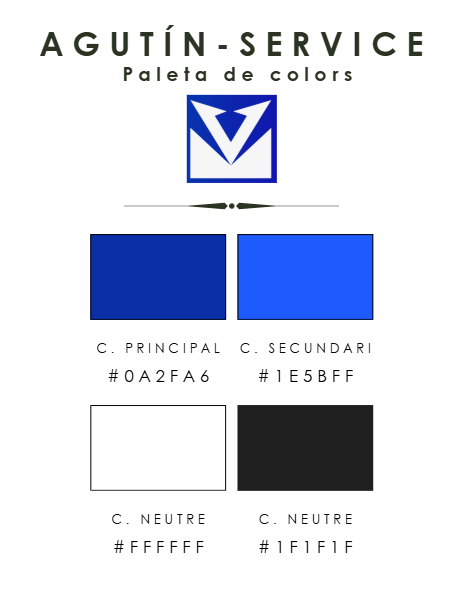 AGUTÍN-SERVICE
Paleta de colors
C. PRINCIPAL
C. SECUNDARI
#0A2FA6
#1E5BFF
C. NEUTRE
C. NEUTRE
#FFFFFF
#1F1F1F